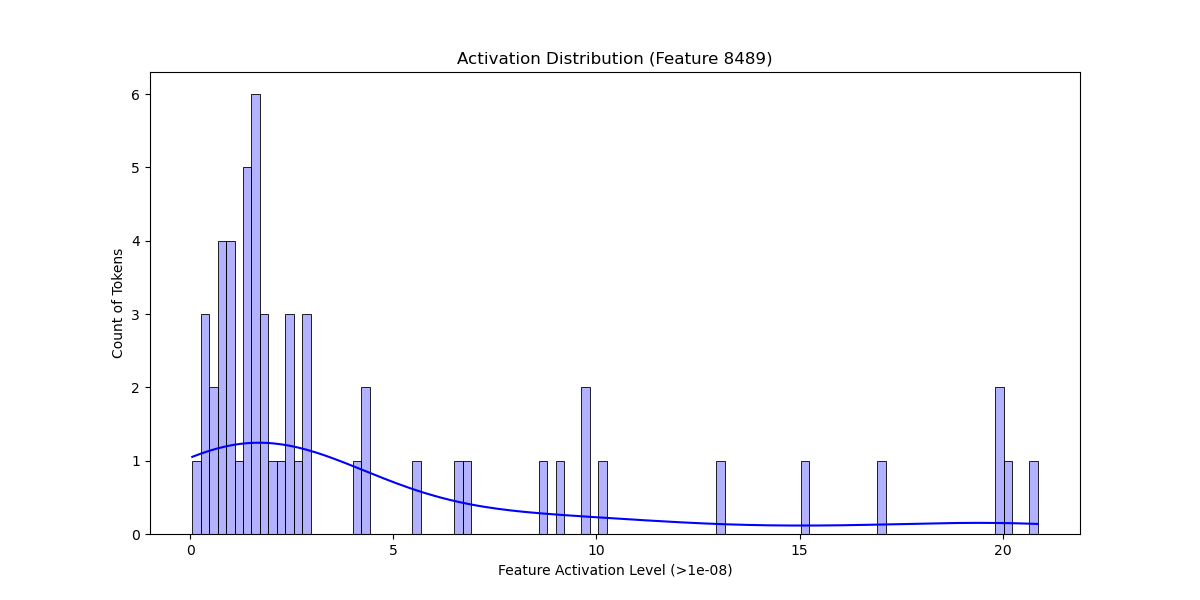 Activation Distribution (Feature 8489)
6
5
4
3
2
1
0
Count of Tokens
0 5 10 15 20
Feature Activation Level (>1e-08)